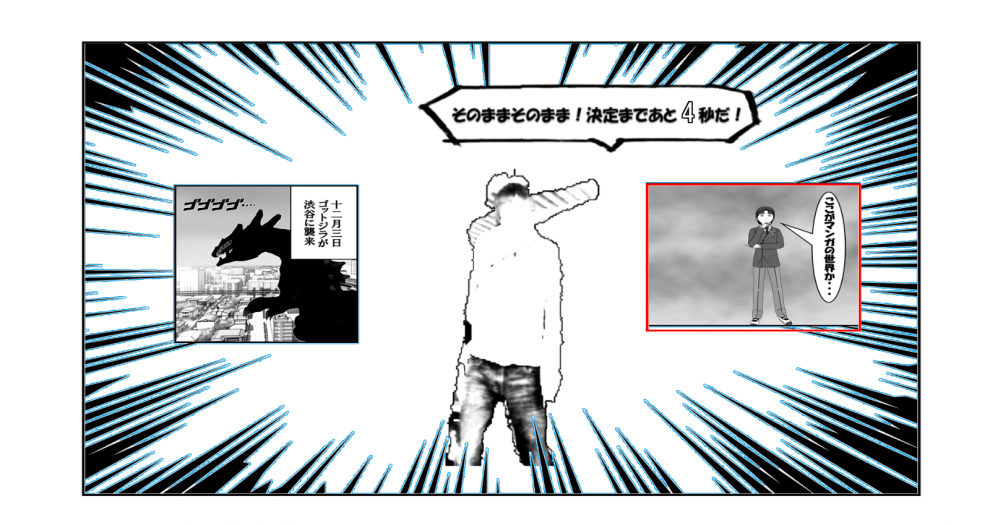 そのままそのまま！決定まであと4秒だ！
ゴゴゴゴ‥‥
十二月三日
ゴットジラが
渋谷に襲来
ここがマンガの世界か・・・